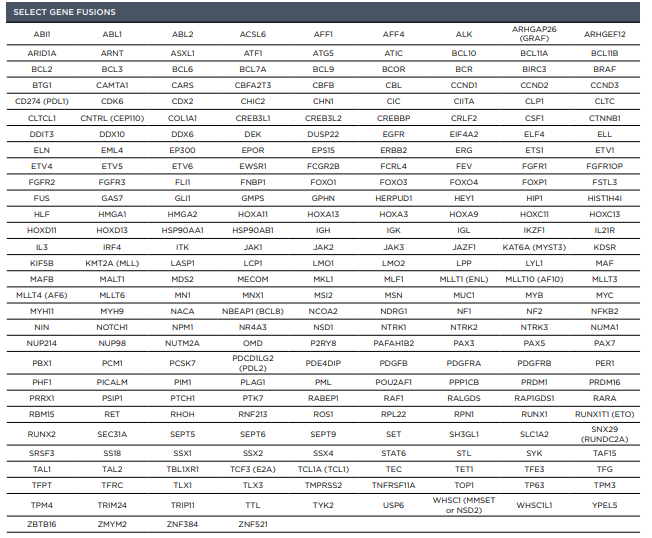 SELECT GENE FUSIONS
ABI1 ABL1 ABL2 ACSL6 AFF1 AFF4 ALK ARHGAP26 (GRAF) ARHGEF12
ARID1A ARNT ASXL1 ATF1 ATG5 ATIC BCL10 BCL11A BCL11B
BCL2 BCL3 BCL6 BCL7A BCL9 BCOR BCR BIRC3 BRAF
BTG1 CAMTA1 CARS CBFA2T3 CBFB CBL CCND1 CCND2 CCND3
CD274 (PDL1) CDK6 CDX2 CHIC2 CHN1 CIC CIITA CLP1 CLTC
CLTCL1 CNTRL (CEP110) COL1A1 CREB3L1 CREB3L2 CREBBP CRLF2 CSF1 CTNNB1
DDIT3 DDX10 DDX6 DEK DUSP22 EGFR EIF4A2 ELF4 ELL
ELN EML4 EP300 EPOR EPS15 ERBB2 ERG ETS1 ETV1
ETV4 ETV5 ETV6 EWSR1 FCGR2B FCRL4 FEV FGFR1 FGFR1OP
FGFR2 FGFR3 FLI1 FNBP1 FOXO1 FOXO3 FOXO4 FOXP1 FSTL3
FUS GAS7 GLI1 GMPS GPHN HERPUD1 HEY1 HIP1 HIST1H4I
HLF HMGA1 HMGA2 HOXA11 HOXA13 HOXA3 HOXA9 HOXC11 HOXC13
HOXD11 HOXD13 HSP90AA1 HSP90AB1 IGH IGK IGL IKZF1 IL21R
IL3 IRF4 ITK JAK1 JAK2 JAK3 JAZF1 KAT6A (MYST3) KDSR
KIF5B KMT2A (MLL) LASP1 LCP1 LMO1 LMO2 LPP LYL1 MAF
MAFB MALT1 MDS2 MECOM MKL1 MLF1 MLLT1 (ENL) MLLT10 (AF10) MLLT3
MLLT4 (AF6) MLLT6 MN1 MNX1 MSI2 MSN MUC1 MYB MYC
MYH11 MYH9 NACA NBEAP1 (BCL8) NCOA2 NDRG1 NF1 NF2 NFKB2
NIN NOTCH1 NPM1 NR4A3 NSD1 NTRK1 NTRK2 NTRK3 NUMA1
NUP214 NUP98 NUTM2A OMD P2RY8 PAFAH1B2 PAX3 PAX5 PAX7
PBX1 PCM1 PCSK7 PDCD1LG2 (PDL2) PDE4DIP PDGFB PDGFRA PDGFRB PER1
PHF1 PICALM PIM1 PLAG1 PML POU2AF1 PPP1CB PRDM1 PRDM16
PRRX1 PSIP1 PTCH1 PTK7 RABEP1 RAF1 RALGDS RAP1GDS1 RARA
RBM15 RET RHOH RNF213 ROS1 RPL22 RPN1 RUNX1 RUNX1T1 (ETO)
RUNX2 SEC31A SEPT5 SEPT6 SEPT9 SET SH3GL1 SLC1A2 SNX29 (RUNDC2A)
SRSF3 SS18 SSX1 SSX2 SSX4 STAT6 STL SYK TAF15
TAL1 TAL2 TBL1XR1 TCF3 (E2A) TCL1A (TCL1) TEC TET1 TFE3 TFG
TFPT TFRC TLX1 TLX3 TMPRSS2 TNFRSF11A TOP1 TP63 TPM3
TPM4 TRIM24 TRIP11 TTL TYK2 USP6 WHSC1 (MMSET or NSD2) WHSC1L1 YPEL5
ZBTB16 ZMYM2 ZNF384 ZNF521